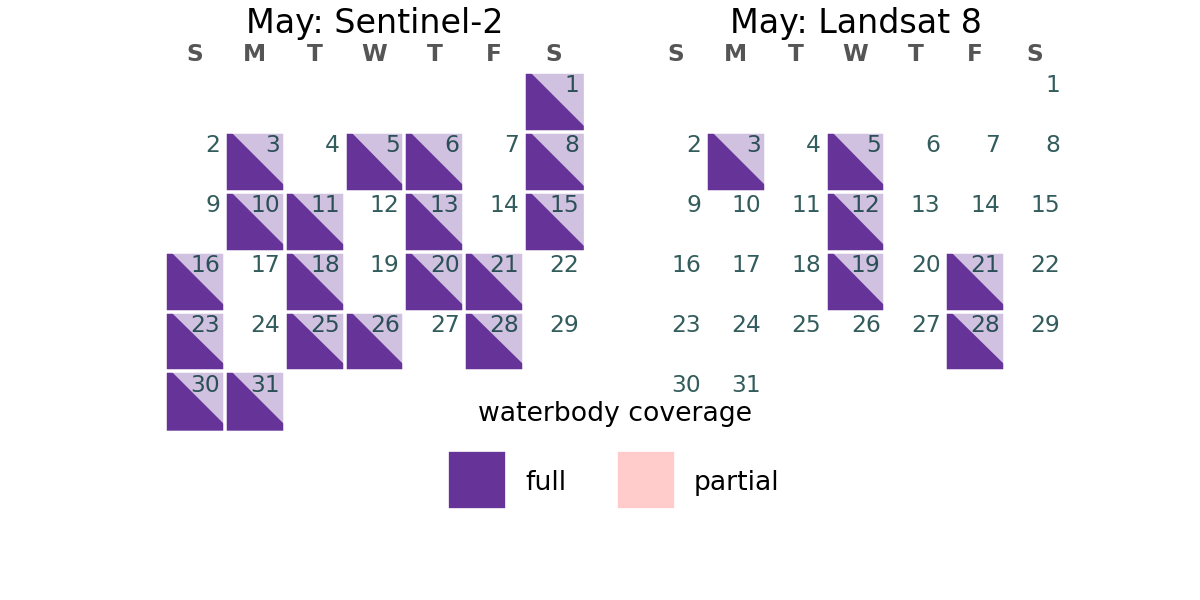 May: Sentinel-2
S M T W T F S
1
2 3 4 5 6 7 8
9 10 11 12 13 14 15
16 17 18 19 20 21 22
23 24 25 26 27 28 29
30 31
May: Landsat 8
S M T W T F S
1
2 3 4 5 6 7 8
9 10 11 12 13 14 15
16 17 18 19 20 21 22
23 24 25 26 27 28 29
30 31
waterbody coverage
full partial